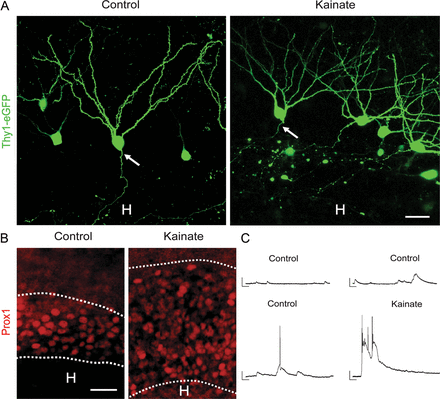 A
Control
Kainate
Thy1-eGFP
H
H
B
Control
Kainate
Prox1
H
H
C
Control
Control
Control
Kainate